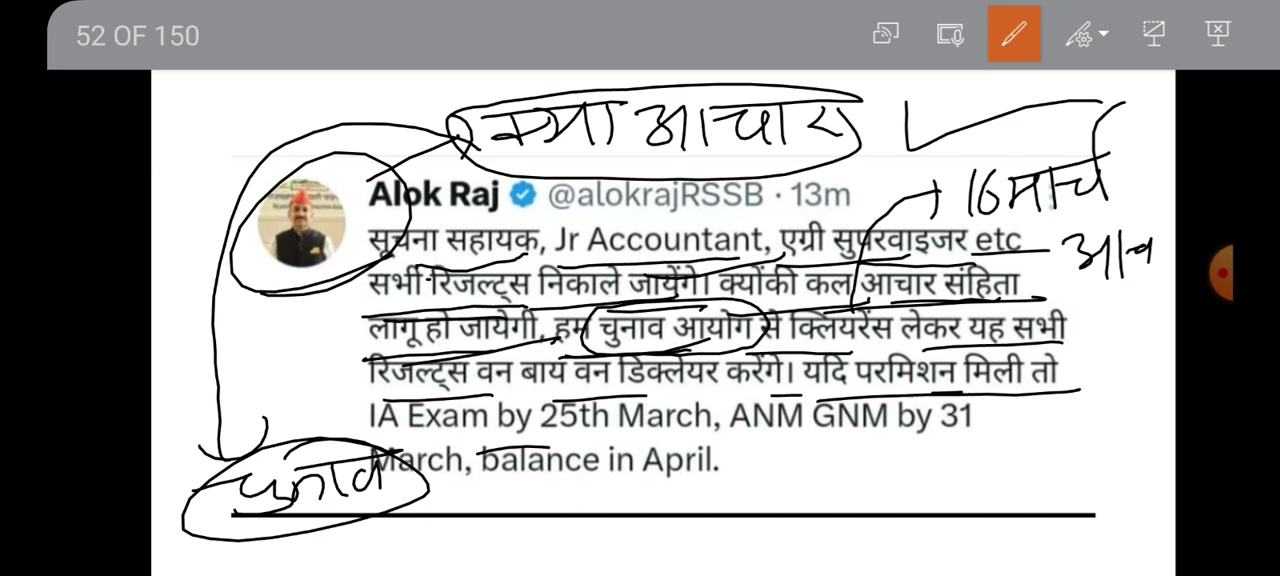 52 OF 150
क्या आचार
Alok Raj @alokrajRSSB · 13m
16 मार्च
सूचना सहायक, Jr Accountant, एग्री सुपरवाइजर etc
सभी रिजल्ट्स निकाले जायेंगे। क्योंकी कल आचार संहिता
लागू हो जायेगी, हम चुनाव आयोग से क्लियरेंस लेकर यह सभी
रिजल्ट्स वन बाय वन डिक्लेयर करेंगे। यदि परमिशन मिली तो
IA Exam by 25th March, ANM GNM by 31
March, balance in April.
चुनाव